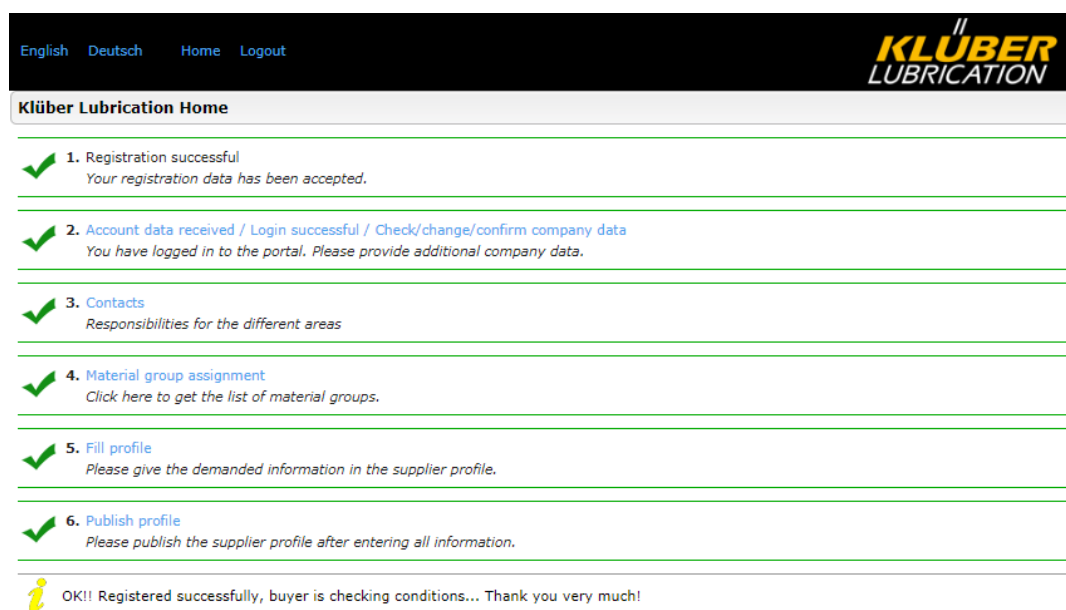 English Deutsch Home Logout
KLÜBER
LUBRICATION
Klüber Lubrication Home
1. Registration successful
Your registration data has been accepted.
2. Account data received / Login successful / Check/change/confirm company data
You have logged in to the portal. Please provide additional company data.
3. Contacts
Responsibilities for the different areas
4. Material group assignment
Click here to get the list of material groups.
5. Fill profile
Please give the demanded information in the supplier profile.
6. Publish profile
Please publish the supplier profile after entering all information.
OK!! Registered successfully, buyer is checking conditions... Thank you very much!